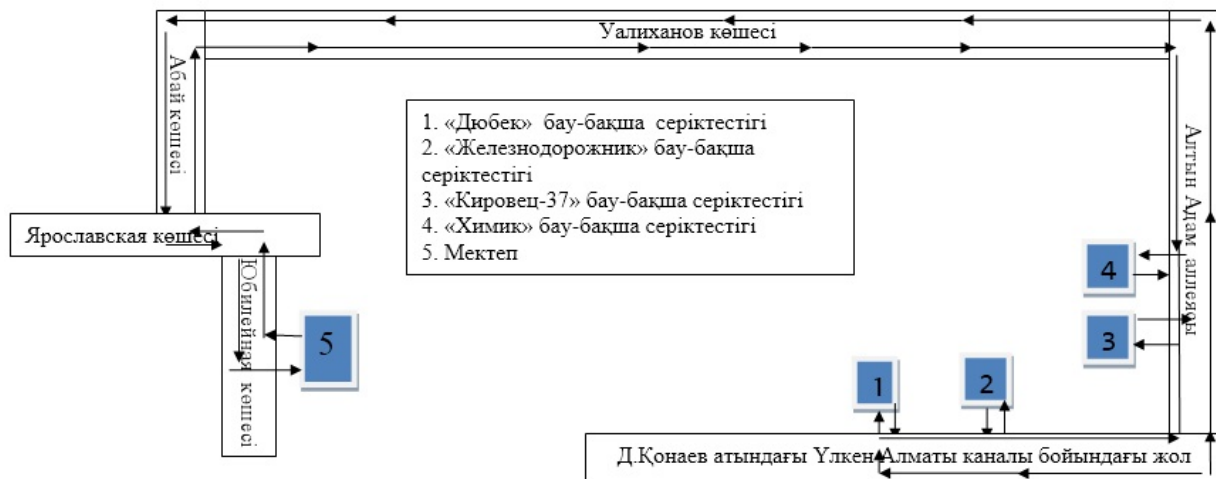 Уалиханов көшесі
Абай көшесі
1. «Дюбек» бау-бақша серіктестігі
2. «Железнодорожник» бау-бақша
серіктестігі
3. «Кировец-37» бау-бақша серіктестігі
4. «Химик» бау-бақша серіктестігі
5. Мектеп
Алтын Адам аллеясы
Ярославская көшесі
Юбилейная көшесі
4
5
3
1
2
Д.Қонаев атындағы Үлкен Алматы каналы бойындағы жол